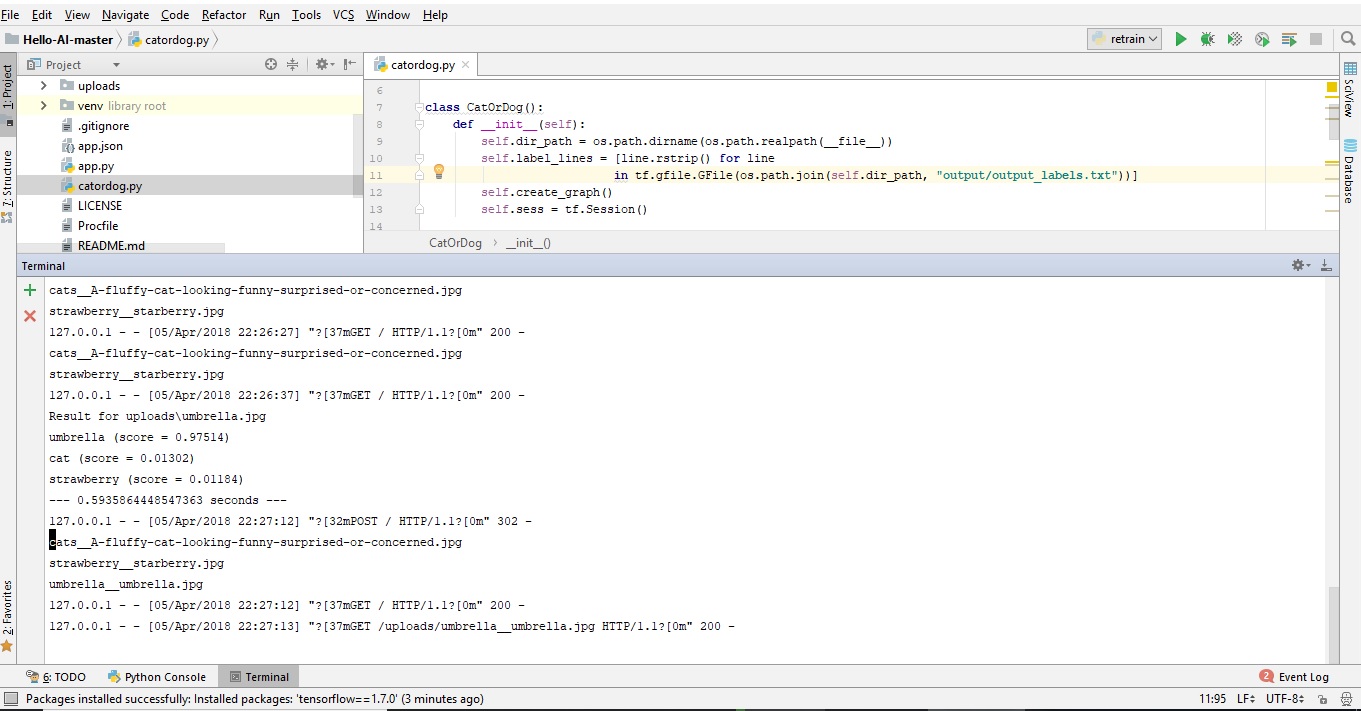 File Edit View Navigate Code Refactor Run Tools VCS Window Help
Hello-AI-master catordog.py retrain
1: Project
Project
catordog.py
uploads
venv library root
.gitignore
app.json
app.py
catordog.py
LICENSE
Procfile
README.md
7: Structure
6
7 class CatOrDog():
8 def __init__(self):
9 self.dir_path = os.path.dirname(os.path.realpath(__file__))
10 self.label_lines = [line.rstrip() for line
11 in tf.gfile.GFile(os.path.join(self.dir_path, "output/output_labels.txt"))]
12 self.create_graph()
13 self.sess = tf.Session()
14
CatOrDog __init__()
SciView
Database
Terminal
cats__A-fluffy-cat-looking-funny-surprised-or-concerned.jpg
strawberry__starberry.jpg
127.0.0.1 - - [05/Apr/2018 22:26:27] "?[37mGET / HTTP/1.1?[0m" 200 -
cats__A-fluffy-cat-looking-funny-surprised-or-concerned.jpg
strawberry__starberry.jpg
127.0.0.1 - - [05/Apr/2018 22:26:37] "?[37mGET / HTTP/1.1?[0m" 200 -
Result for uploads\umbrella.jpg
umbrella (score = 0.97514)
cat (score = 0.01302)
strawberry (score = 0.01184)
--- 0.5935864448547363 seconds ---
127.0.0.1 - - [05/Apr/2018 22:27:12] "?[32mPOST / HTTP/1.1?[0m" 302 -
cats__A-fluffy-cat-looking-funny-surprised-or-concerned.jpg
strawberry__starberry.jpg
umbrella__umbrella.jpg
127.0.0.1 - - [05/Apr/2018 22:27:12] "?[37mGET / HTTP/1.1?[0m" 200 -
127.0.0.1 - - [05/Apr/2018 22:27:13] "?[37mGET /uploads/umbrella__umbrella.jpg HTTP/1.1?[0m" 200 -
2: Favorites
6: TODO Python Console Terminal 2 Event Log
Packages installed successfully: Installed packages: 'tensorflow==1.7.0' (3 minutes ago) 11:95 LF UTF-8